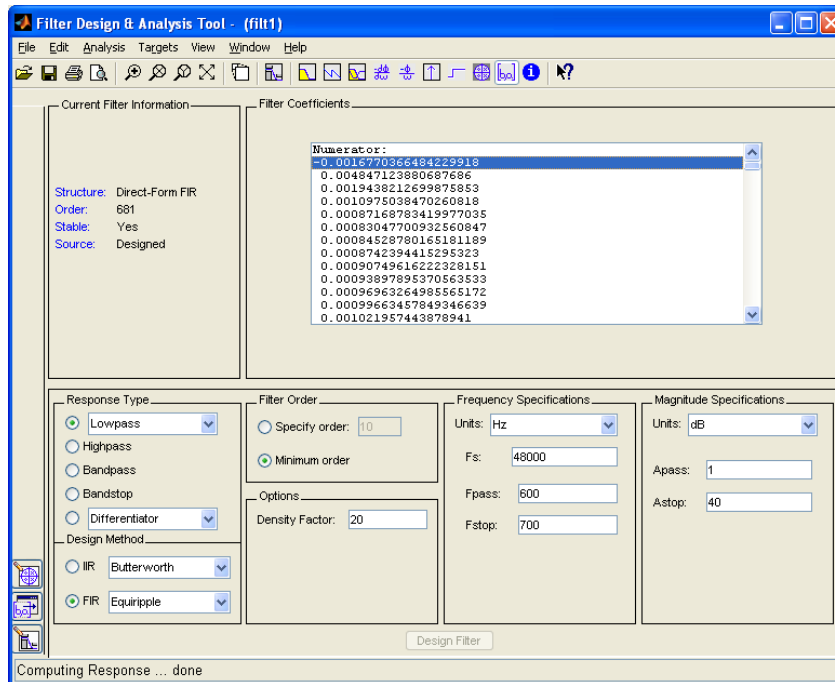 Filter Design & Analysis Tool - (filt1)
File Edit Analysis Targets View Window Help
Current Filter Information
Structure: Direct-Form FIR
Order: 681
Stable: Yes
Source: Designed
Filter Coefficients
Numerator:
-0.0016770366484229918
0.004847123880687686
0.0019438212699875853
0.0010975038470260818
0.00087168783419977035
0.00083047700932560847
0.00084528780165181189
0.0008742394415295323
0.00090749616222328151
0.00093897895370563533
0.00096963264985565172
0.00099663457849346639
0.001021957443878941
Response Type
Lowpass
Highpass
Bandpass
Bandstop
Differentiator
Design Method
IIR Butterworth
FIR Equiripple
Filter Order
Specify order: 10
Minimum order
Options
Density Factor: 20
Frequency Specifications
Units: Hz
Fs: 48000
Fpass: 600
Fstop: 700
Magnitude Specifications
Units: dB
Apass: 1
Astop: 40
Design Filter
Computing Response ... done